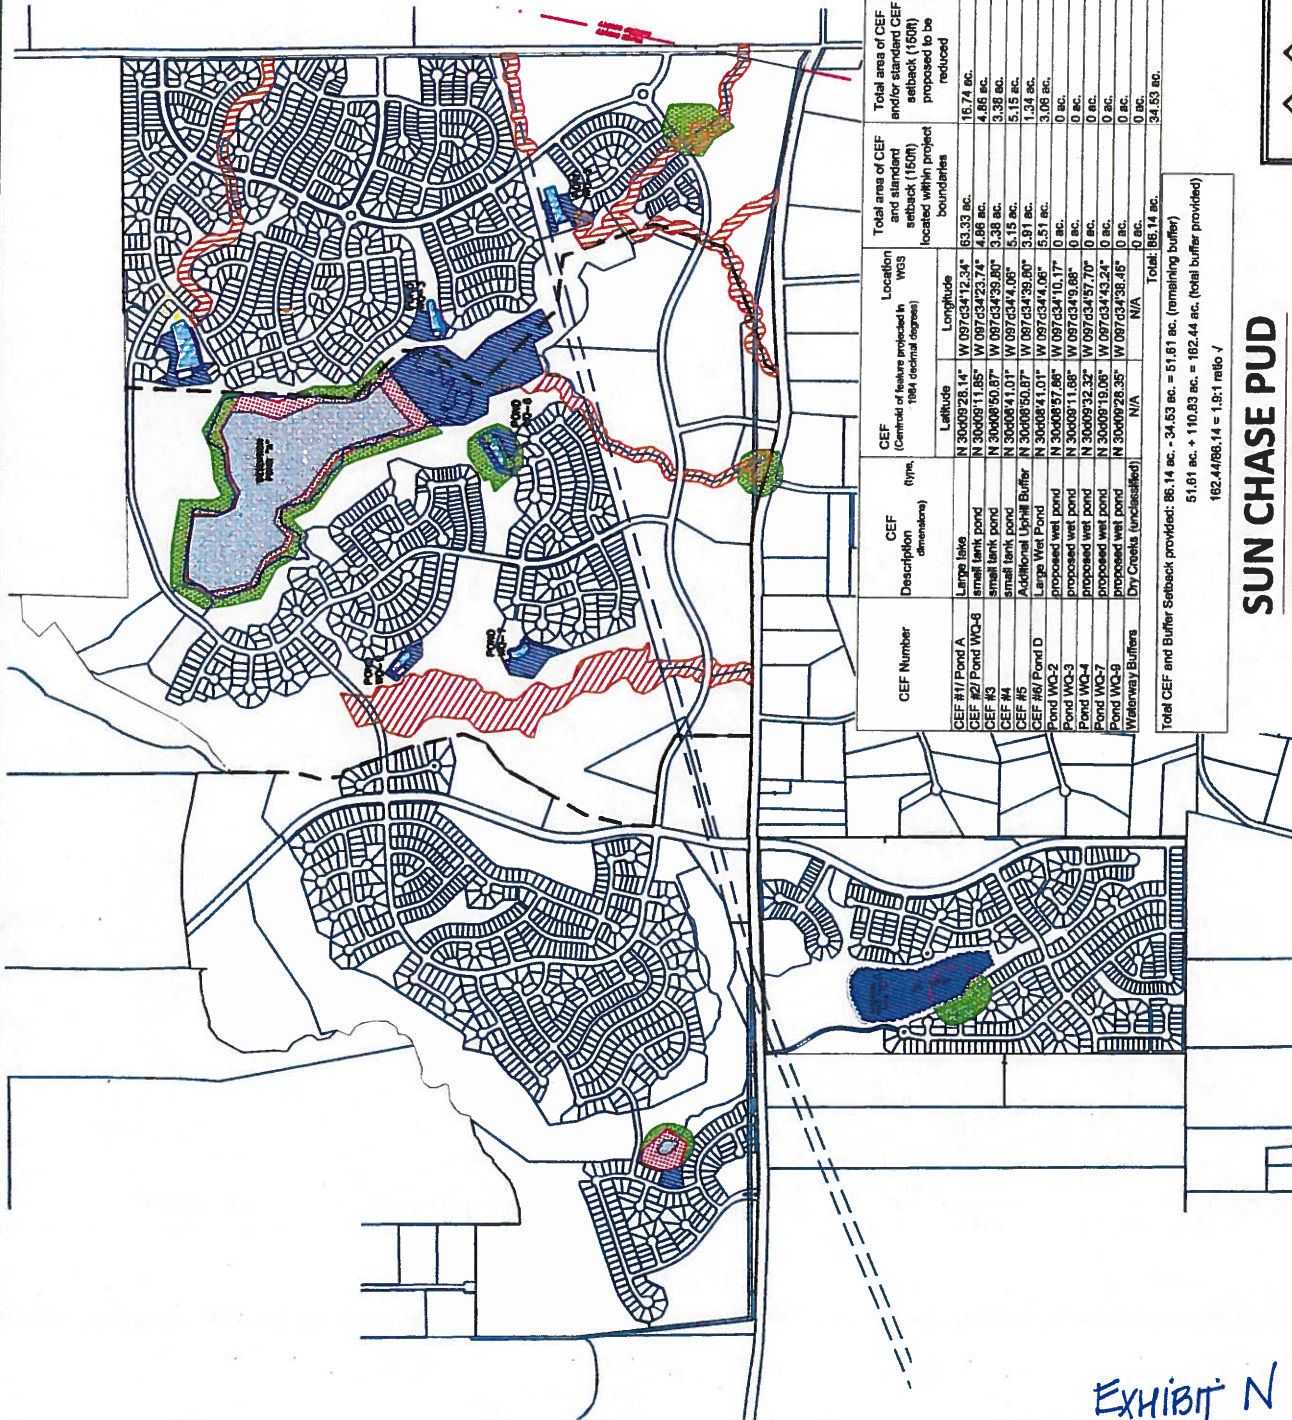 POND WQ-3
POND WQ-6
POND WQ-7
CEF Number
CEF Description (type, dimensions)
CEF Location
(Centroid of feature projected in WGS 1984 decimal degrees)
Latitude Longitude
Total area of CEF and standard setback (150ft) located within project boundaries
Total area of CEF and/or standard CEF setback (150ft) proposed to be reduced
CEF #1/ Pond A Large lake N 30d09'28.14" W 097d34'12.34" 63.33 ac. 16.74 ac.
CEF #2/ Pond WQ-6 small tank pond N 30d09'11.85" W 097d34'23.74" 4.86 ac. 4.86 ac.
CEF #3 small tank pond N 30d08'50.87" W 097d34'39.80" 3.38 ac. 3.38 ac.
CEF #4 small tank pond N 30d08'41.01" W 097d34'4.06" 5.15 ac. 5.15 ac.
CEF #5 Additional Uphill Buffer N 30d08'50.87" W 097d34'39.80" 3.91 ac. 1.34 ac.
CEF #6/ Pond D Large Wet Pond N 30d08'41.01" W 097d34'4.06" 5.51 ac. 3.06 ac.
Pond WQ-2 proposed wet pond N 30d08'57.86" W 097d34'10.17" 0 ac. 0 ac.
Pond WQ-3 proposed wet pond N 30d09'11.68" W 097d34'9.68" 0 ac. 0 ac.
Pond WQ-4 proposed wet pond N 30d09'32.32" W 097d34'57.70" 0 ac. 0 ac.
Pond WQ-7 proposed wet pond N 30d09'19.06" W 097d34'43.24" 0 ac. 0 ac.
Pond WQ-9 proposed wet pond N 30d09'28.35" W 097d34'38.45" 0 ac. 0 ac.
Waterway Buffers Dry Creeks (unclassified) N/A N/A 0 ac. 0 ac.
Total: 86.14 ac. 34.53 ac.
Total CEF and Buffer Setback provided: 86.14 ac. - 34.53 ac. = 51.61 ac. (remaining buffer)
51.61 ac. + 110.83 ac. = 162.44 ac. (total buffer provided)
162.44/86.14 = 1.9:1 ratio √
SUN CHASE PUD
EXHIBIT N